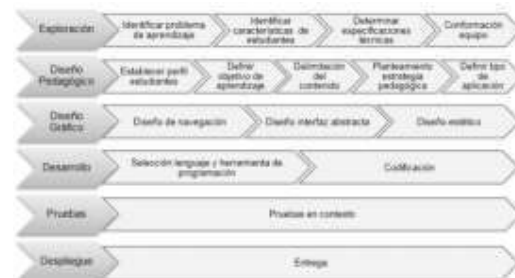 Exploración
Identificar problema
de aprendizaje
Identificar
características de
estudiantes
Determinar
especificaciones
técnicas
Conformación
equipo
Diseño
Pedagógico
Establecer perfil
estudiantes
Definir
objetivo de
aprendizaje
Delimitación
del
contenido
Planteamiento
estrategia
pedagógica
Definir tipo
de
aplicación
Diseño
Gráfico
Diseño de navegación
Diseño interfaz abstracta
Diseño estético
Desarrollo
Selección lenguaje y herramienta de
programación
Codificación
Pruebas
Pruebas en contexto
Despliegue
Entrega